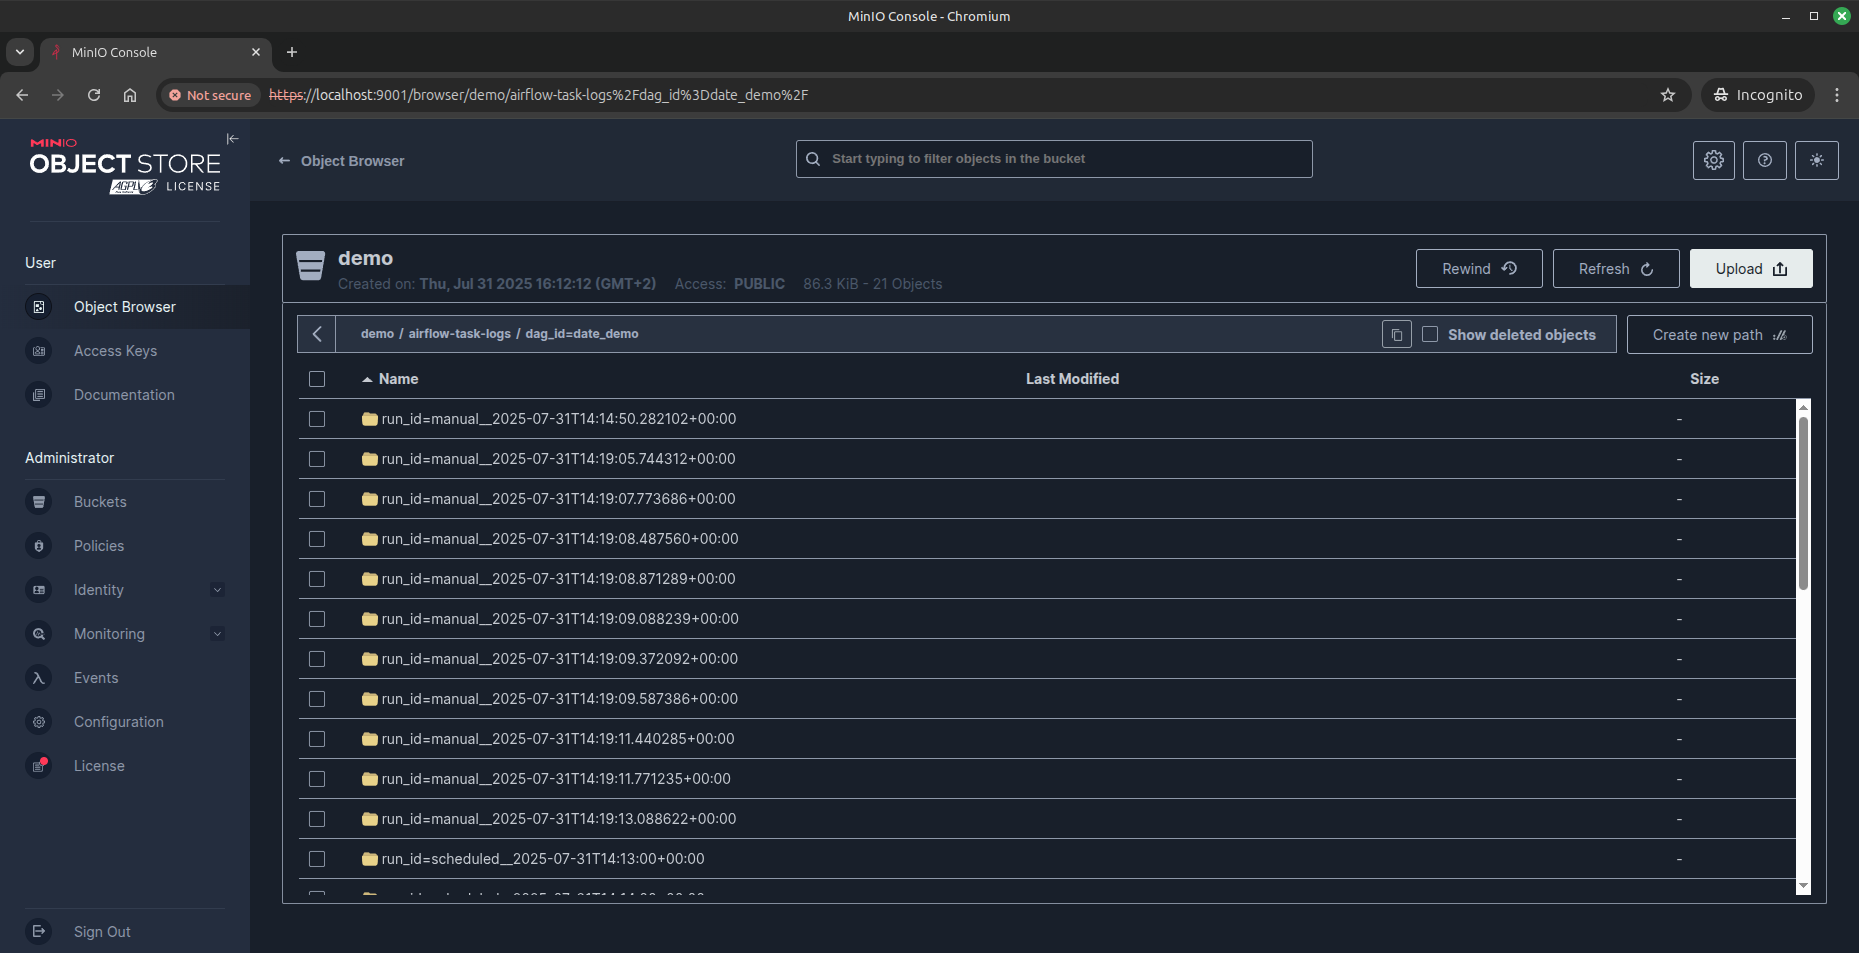 MinIO Console - Chromium
MinIO Console
Not secure
https://localhost:9001/browser/demo/airflow-task-logs%2Fdag_id%3Ddate_demo%2F
Incognito
MINIO
OBJECT STORE
AGPLv3 LICENSE
Object Browser
Start typing to filter objects in the bucket
User
Object Browser
Access Keys
Documentation
Administrator
Buckets
Policies
Identity
Monitoring
Events
Configuration
License
Sign Out
demo
Created on: Thu, Jul 31 2025 16:12:12 (GMT+2) Access: PUBLIC 86.3 KiB - 21 Objects
Rewind
Refresh
Upload
demo / airflow-task-logs / dag_id=date_demo
Show deleted objects
Create new path
Name Last Modified Size
run_id=manual__2025-07-31T14:14:50.282102+00:00 -
run_id=manual__2025-07-31T14:19:05.744312+00:00 -
run_id=manual__2025-07-31T14:19:07.773686+00:00 -
run_id=manual__2025-07-31T14:19:08.487560+00:00 -
run_id=manual__2025-07-31T14:19:08.871289+00:00 -
run_id=manual__2025-07-31T14:19:09.088239+00:00 -
run_id=manual__2025-07-31T14:19:09.372092+00:00 -
run_id=manual__2025-07-31T14:19:09.587386+00:00 -
run_id=manual__2025-07-31T14:19:11.440285+00:00 -
run_id=manual__2025-07-31T14:19:11.771235+00:00 -
run_id=manual__2025-07-31T14:19:13.088622+00:00 -
run_id=scheduled__2025-07-31T14:13:00+00:00 -